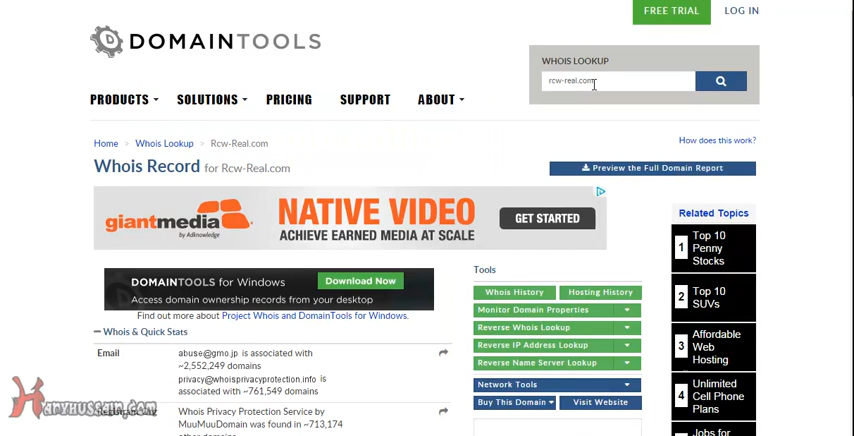 FREE TRIAL
LOG IN
DOMAINTOOLS
WHOIS LOOKUP
rcw-real.com
PRODUCTS
SOLUTIONS
PRICING
SUPPORT
ABOUT
Home > Whois Lookup > Rcw-Real.com
How does this work?
Whois Record for Rcw-Real.com
Preview the Full Domain Report
giantmedia
by Acknowledge
NATIVE VIDEO
ACHIEVE EARNED MEDIA AT SCALE
GET STARTED
Related Topics
1 Top 10 Penny Stocks
2 Top 10 SUVs
3 Affordable Web Hosting
4 Unlimited Cell Phone Plans
Jobs for
DOMAINTOOLS for Windows
Download Now
Access domain ownership records from your desktop
Find out more about Project Whois and DomainTools for Windows.
Whois & Quick Stats
Email
abuse@gmo.jp is associated with
~2,552,249 domains
privacy@whoisprivacyprotection.info is
associated with ~761,549 domains
Whois Privacy Protection Service by
MuuMuuDomain was found in ~713,174
Tools
Whois History
Hosting History
Monitor Domain Properties
Reverse Whois Lookup
Reverse IP Address Lookup
Reverse Name Server Lookup
Network Tools
Buy This Domain
Visit Website
HANYHUSSAIN.COM